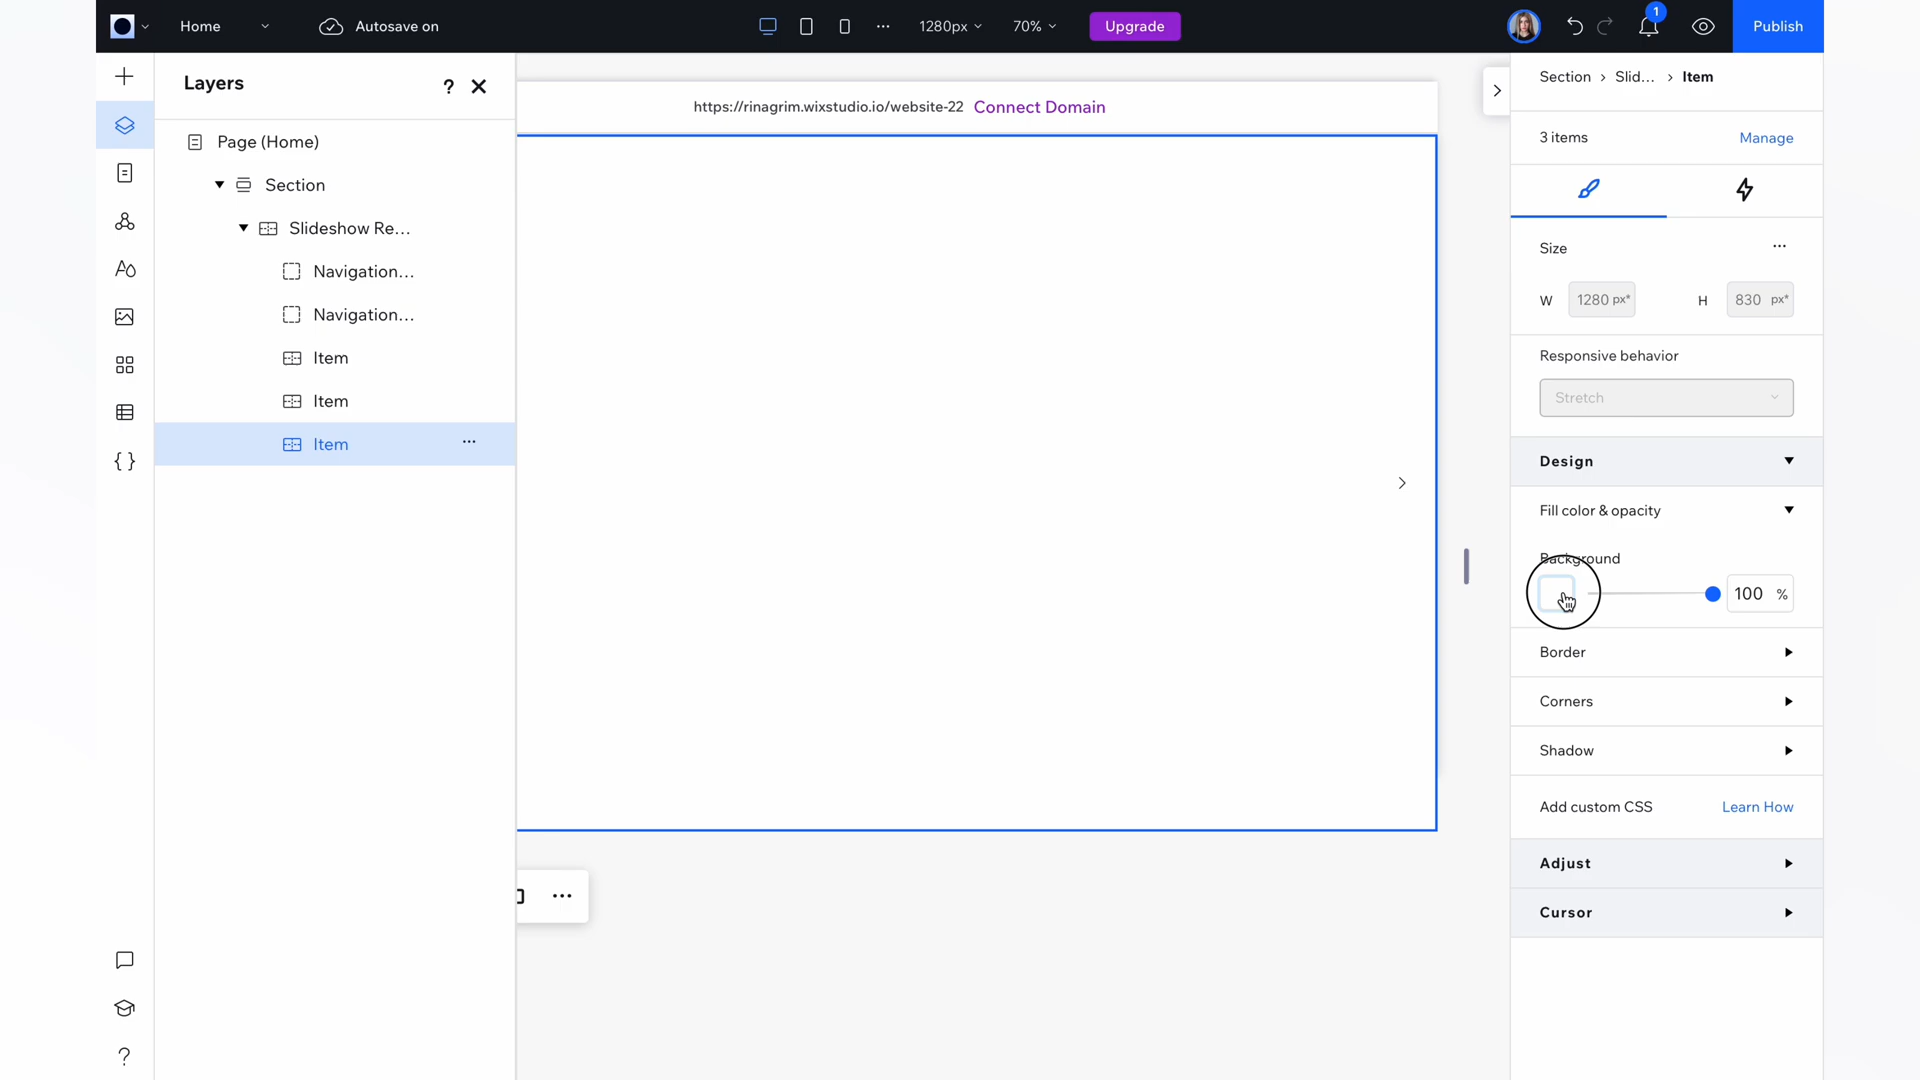 Home
Autosave on
1280px
70%
Upgrade
1
Publish
Layers
?
Page (Home)
Section
Slideshow Re...
Navigation...
Navigation...
Item
Item
Item
...
https://rinagrim.wixstudio.io/website-22 Connect Domain
Section > Slid... > Item
3 items
Manage
Size
...
W 1280 px*
H 830 px*
Responsive behavior
Stretch
Design
Fill color & opacity
Background
100 %
Border
Corners
Shadow
Add custom CSS
Learn How
Adjust
Cursor
?